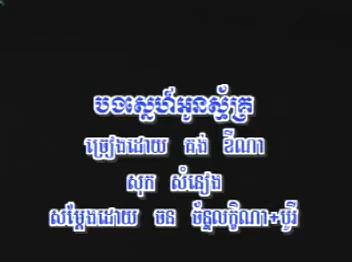 បងស្នេហ៍អូនស្ម័គ្រ
ច្រៀងដោយ គង់ ឌីណា
សុក សំនៀង
សម្តែងដោយ ចន ច័ន្ទលក្ខិណា+បូរី